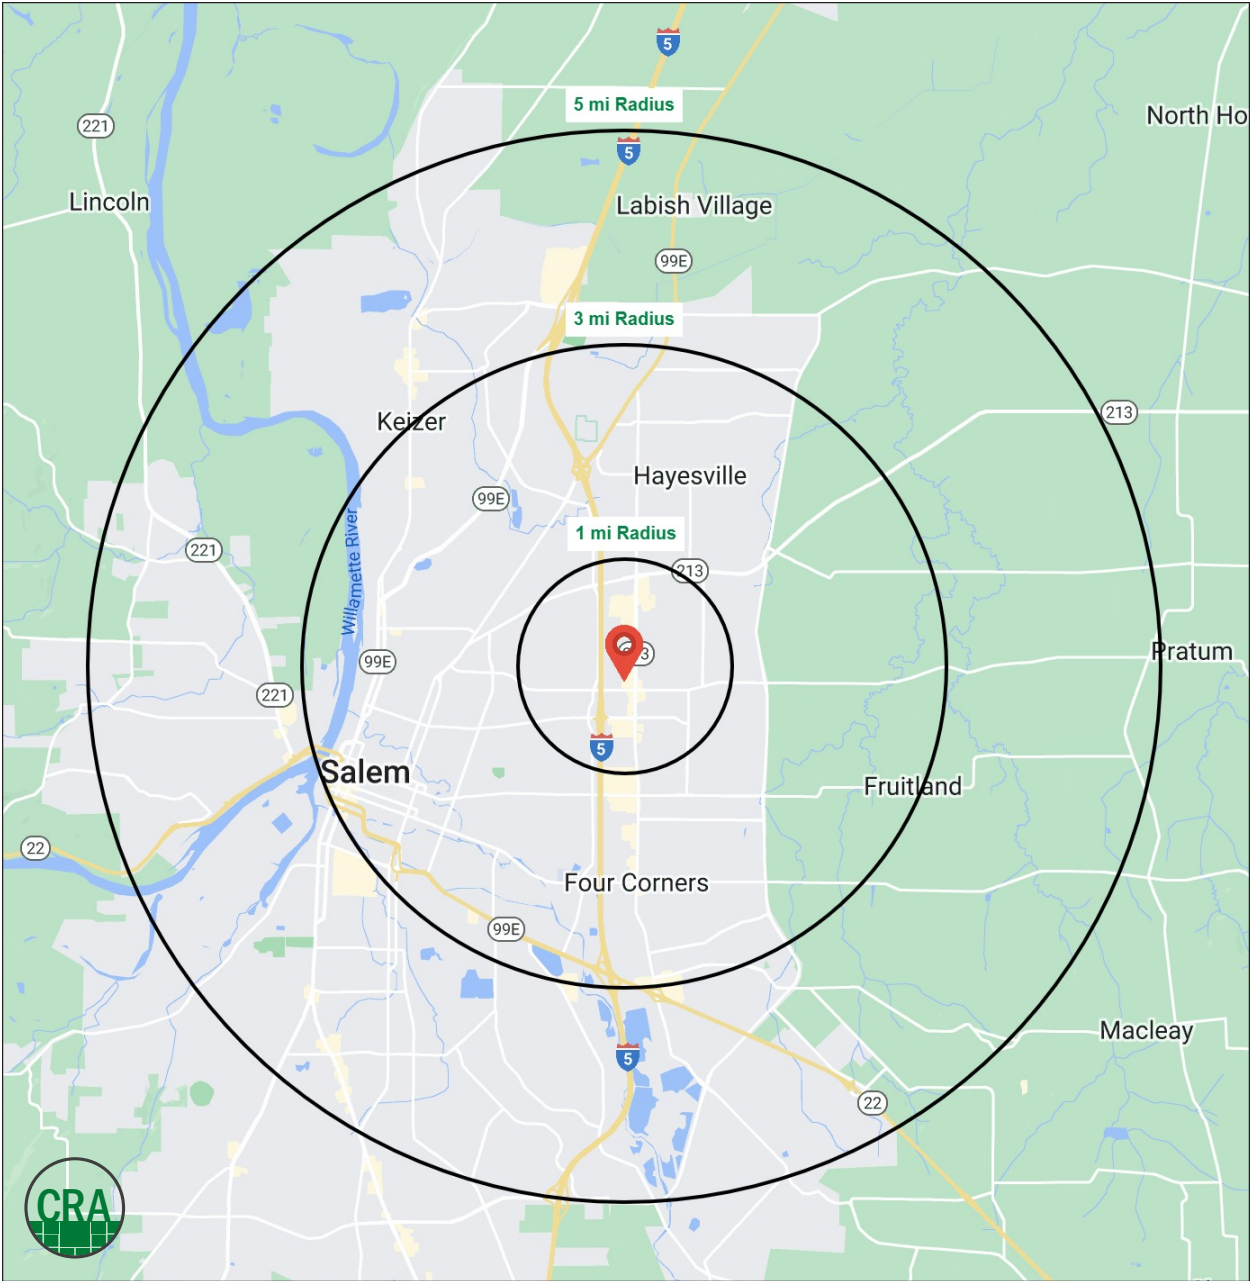 5
5 mi Radius
North Ho
221
5
Lincoln
Labish Village
99E
3 mi Radius
Keizer
213
Hayesville
99E
1 mi Radius
221
213
Willamette River
99E
3
Pratum
221
5
Salem
Fruitland
22
Four Corners
99E
Macleay
5
22
CRA